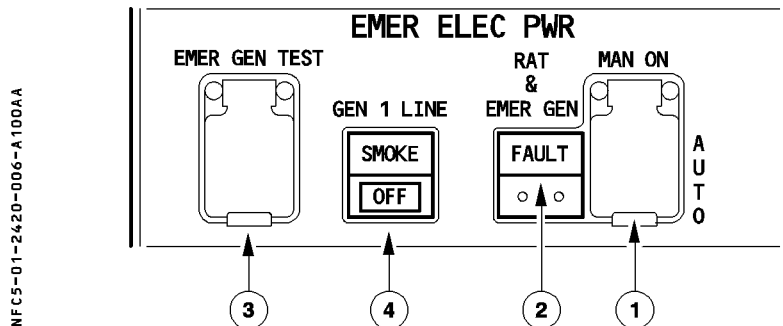 EMER ELEC PWR
EMER GEN TEST
GEN 1 LINE
SMOKE
OFF
RAT
&
EMER GEN
FAULT
MAN ON
AUTO
3
4
2
1
NFC5-01-2420-006-A100AA